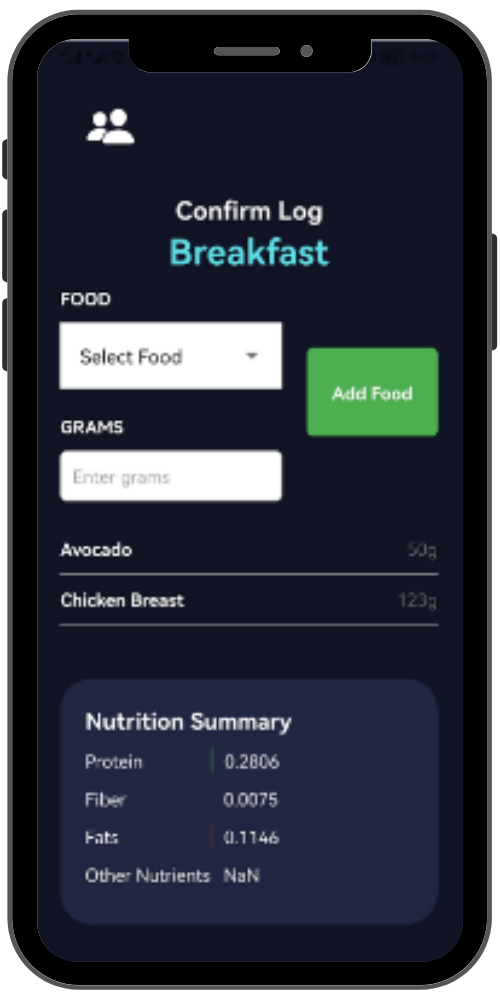 Confirm Log
Breakfast
FOOD
Select Food
Add Food
GRAMS
Enter grams
Avocado 50g
Chicken Breast 123g
Nutrition Summary
Protein 0.2806
Fiber 0.0075
Fats 0.1146
Other Nutrients NaN